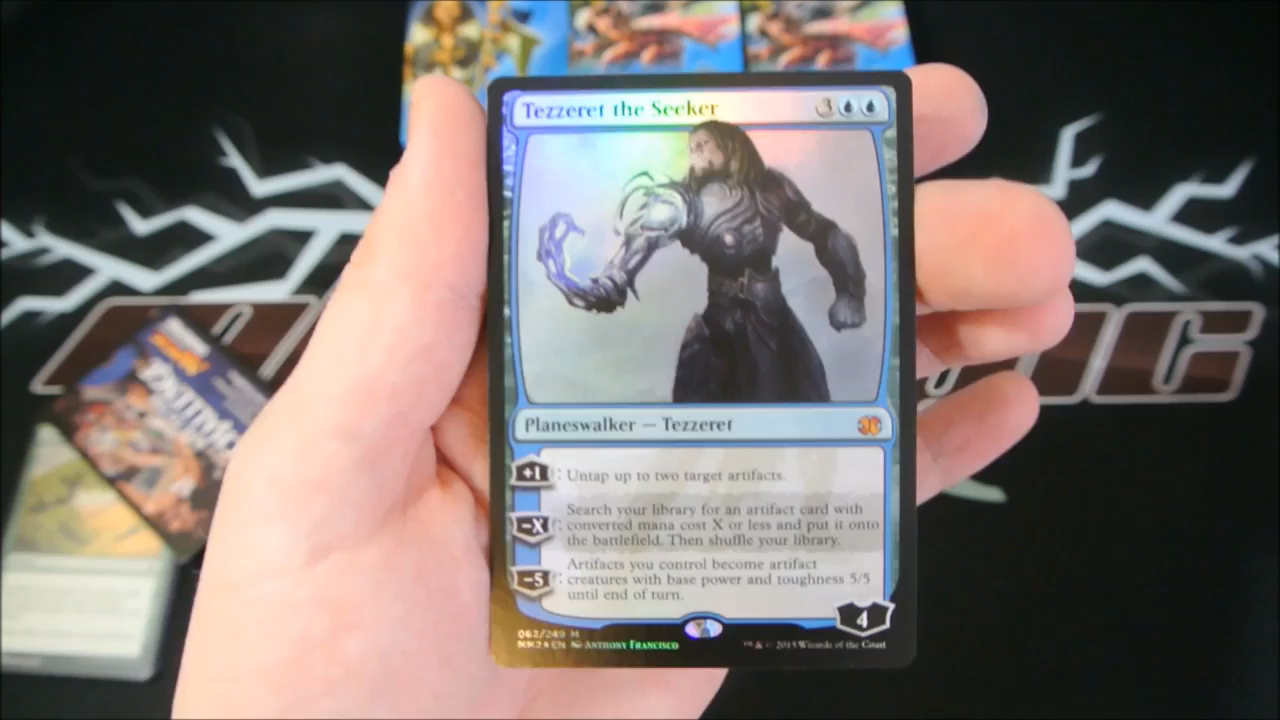 Tezzeret the Seeker 3
Planeswalker — Tezzeret
+1 : Untap up to two target artifacts.
-X : Search your library for an artifact card with
converted mana cost X or less and put it onto
the battlefield. Then shuffle your library.
-5 : Artifacts you control become artifact
creatures with base power and toughness 5/5
until end of turn.
4
062/249 M
MM2 ★ EN Anthony Francisco
™ & © 2015 Wizards of the Coast